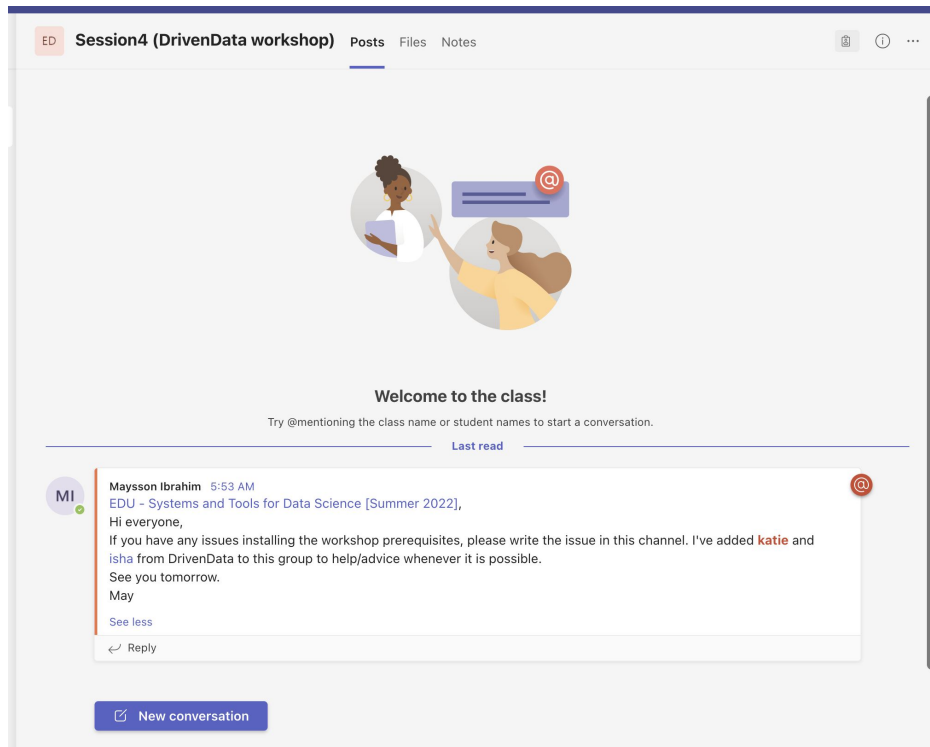 ED Session4 (DrivenData workshop) Posts Files Notes
@
Welcome to the class!
Try @mentioning the class name or student names to start a conversation.
Last read
MI
Maysson Ibrahim 5:53 AM
@
EDU - Systems and Tools for Data Science [Summer 2022],
Hi everyone,
If you have any issues installing the workshop prerequisites, please write the issue in this channel. I've added katie and
isha from DrivenData to this group to help/advice whenever it is possible.
See you tomorrow.
May
See less
Reply
New conversation